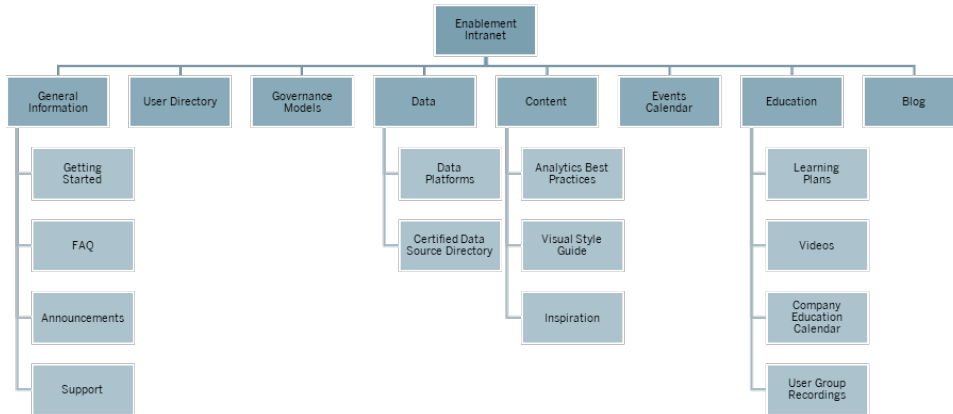 Enablement
Intranet
General
Information
User Directory
Governance
Models
Data
Content
Events
Calendar
Education
Blog
Getting
Started
FAQ
Announcements
Support
Data
Platforms
Certified Data
Source Directory
Analytics Best
Practices
Visual Style
Guide
Inspiration
Learning
Plans
Videos
Company
Education
Calendar
User Group
Recordings